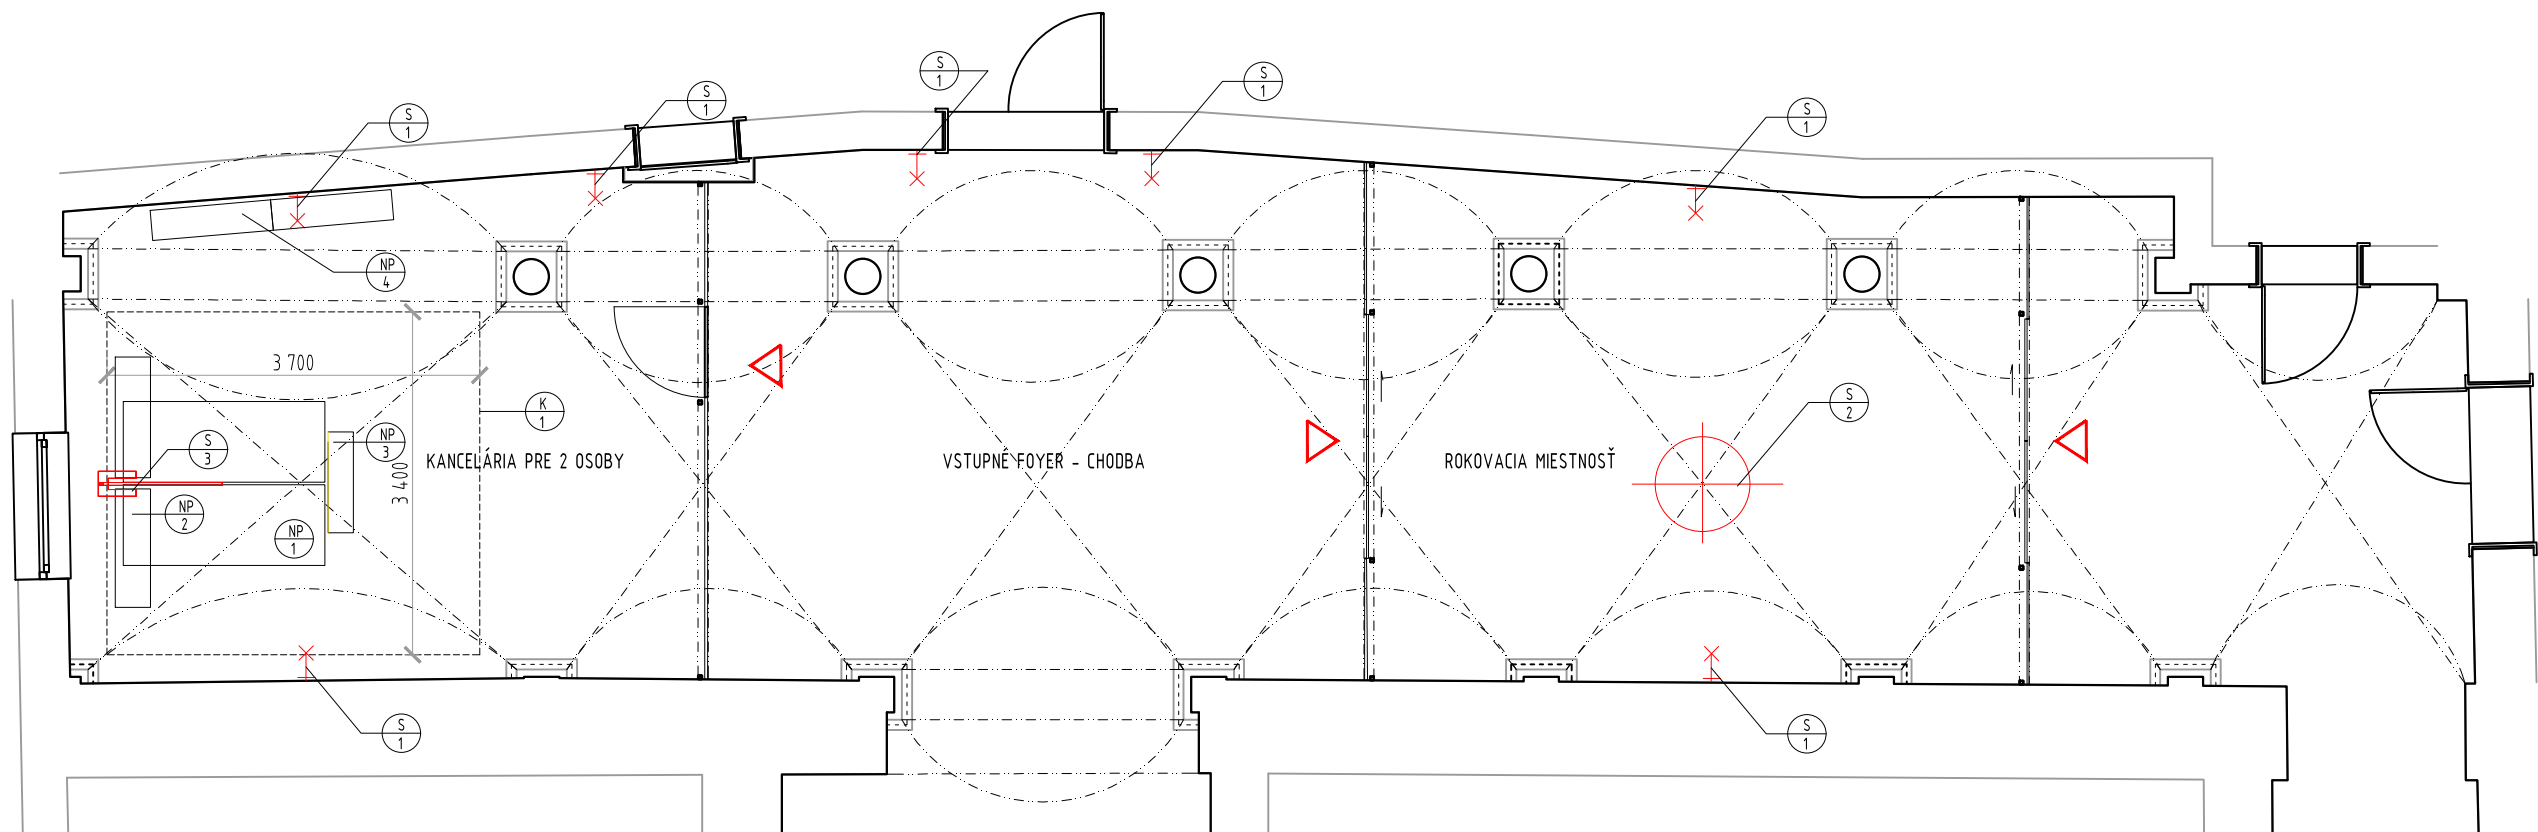 S
1
S
1
S
1
S
1
S
1
NP
4
3 700
K
1
S
2
NP
3
S
3
KANCELÁRIA PRE 2 OSOBY
VSTUPNÉ FOYER - CHODBA
ROKOVACIA MIESTNOSŤ
3 400
NP
2
NP
1
S
1
S
1